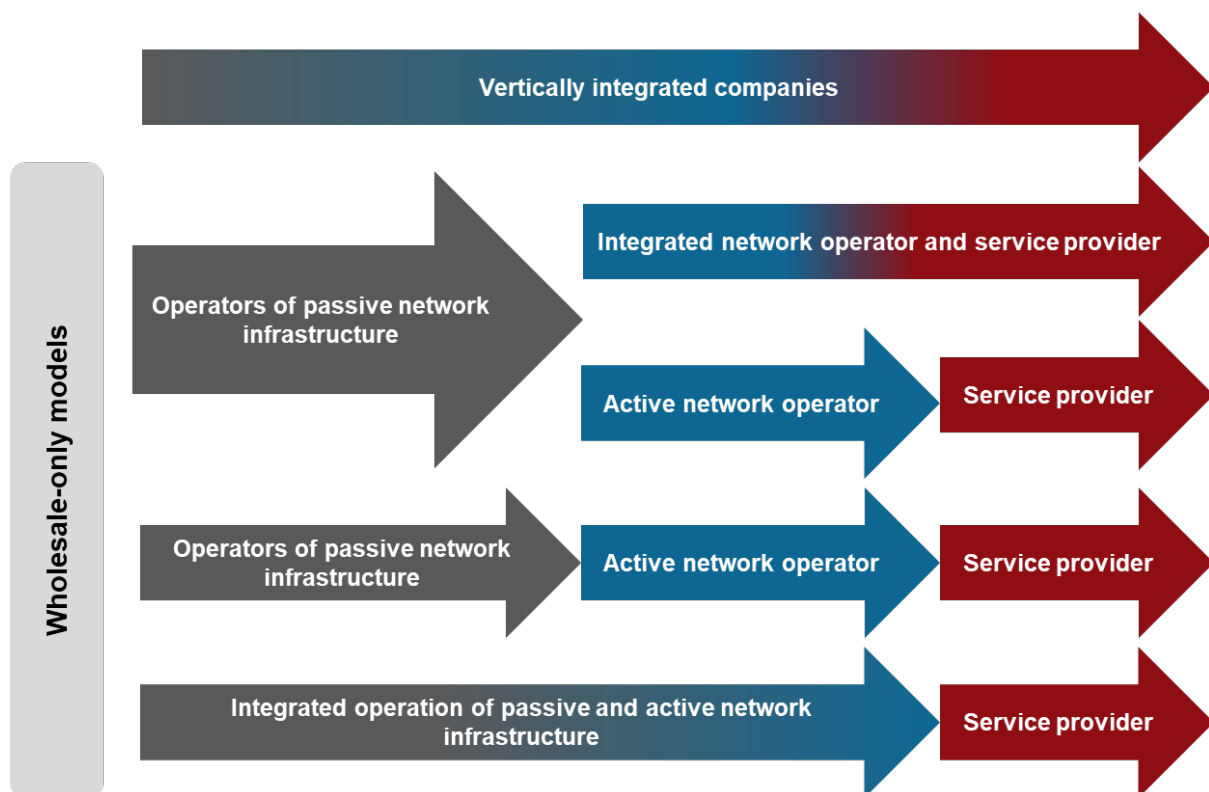 Vertically integrated companies
Wholesale-only models
Operators of passive network
infrastructure
Integrated network operator and service provider
Active network operator
Service provider
Operators of passive network
infrastructure
Active network operator
Service provider
Integrated operation of passive and active network
infrastructure
Service provider